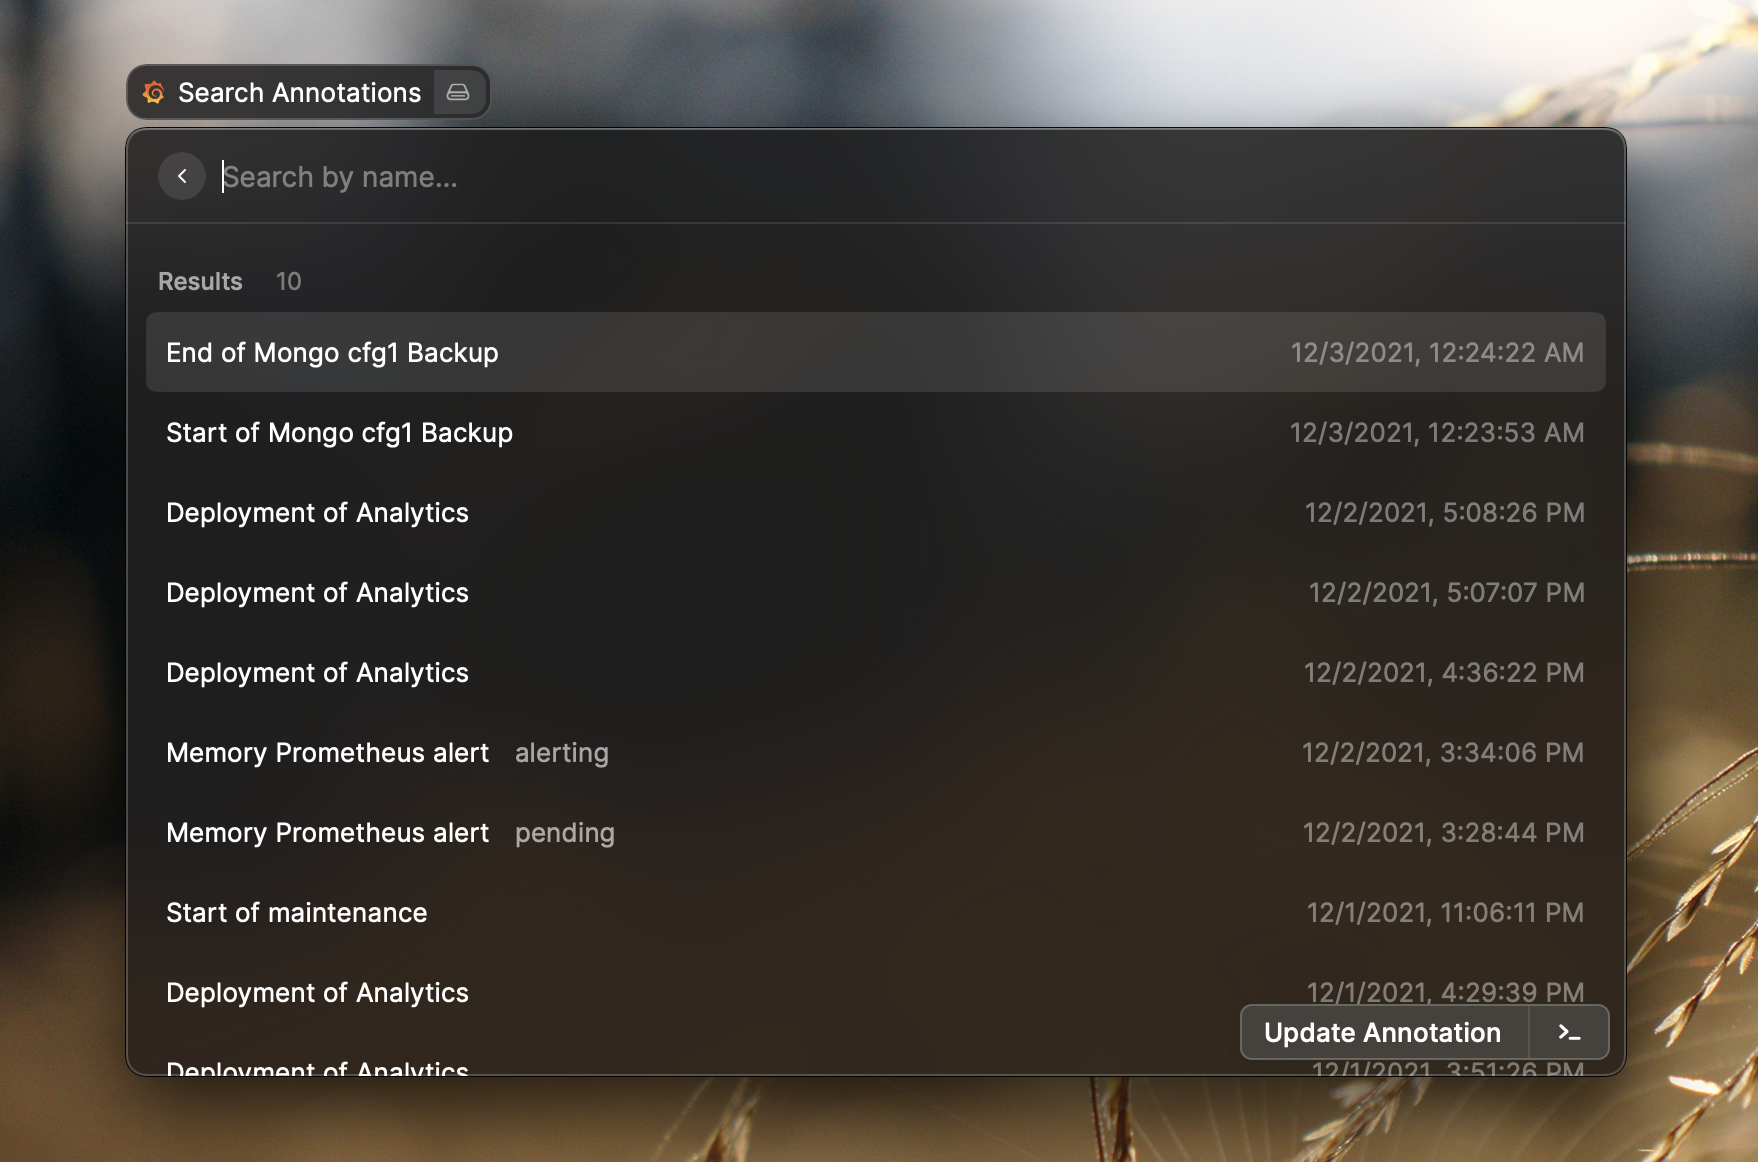 Search Annotations
Search by name...
Results 10
End of Mongo cfg1 Backup 12/3/2021, 12:24:22 AM
Start of Mongo cfg1 Backup 12/3/2021, 12:23:53 AM
Deployment of Analytics 12/2/2021, 5:08:26 PM
Deployment of Analytics 12/2/2021, 5:07:07 PM
Deployment of Analytics 12/2/2021, 4:36:22 PM
Memory Prometheus alert alerting 12/2/2021, 3:34:06 PM
Memory Prometheus alert pending 12/2/2021, 3:28:44 PM
Start of maintenance 12/1/2021, 11:06:11 PM
Deployment of Analytics 12/1/2021, 4:29:39 PM
Update Annotation >_
Deployment of Analytics 12/1/2021, 3:51:26 PM